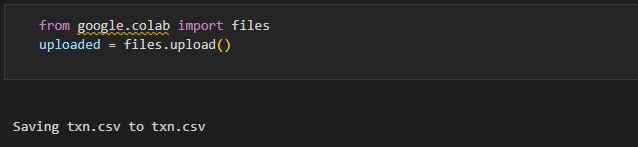 from google.colab import files
uploaded = files.upload()
Saving txn.csv to txn.csv